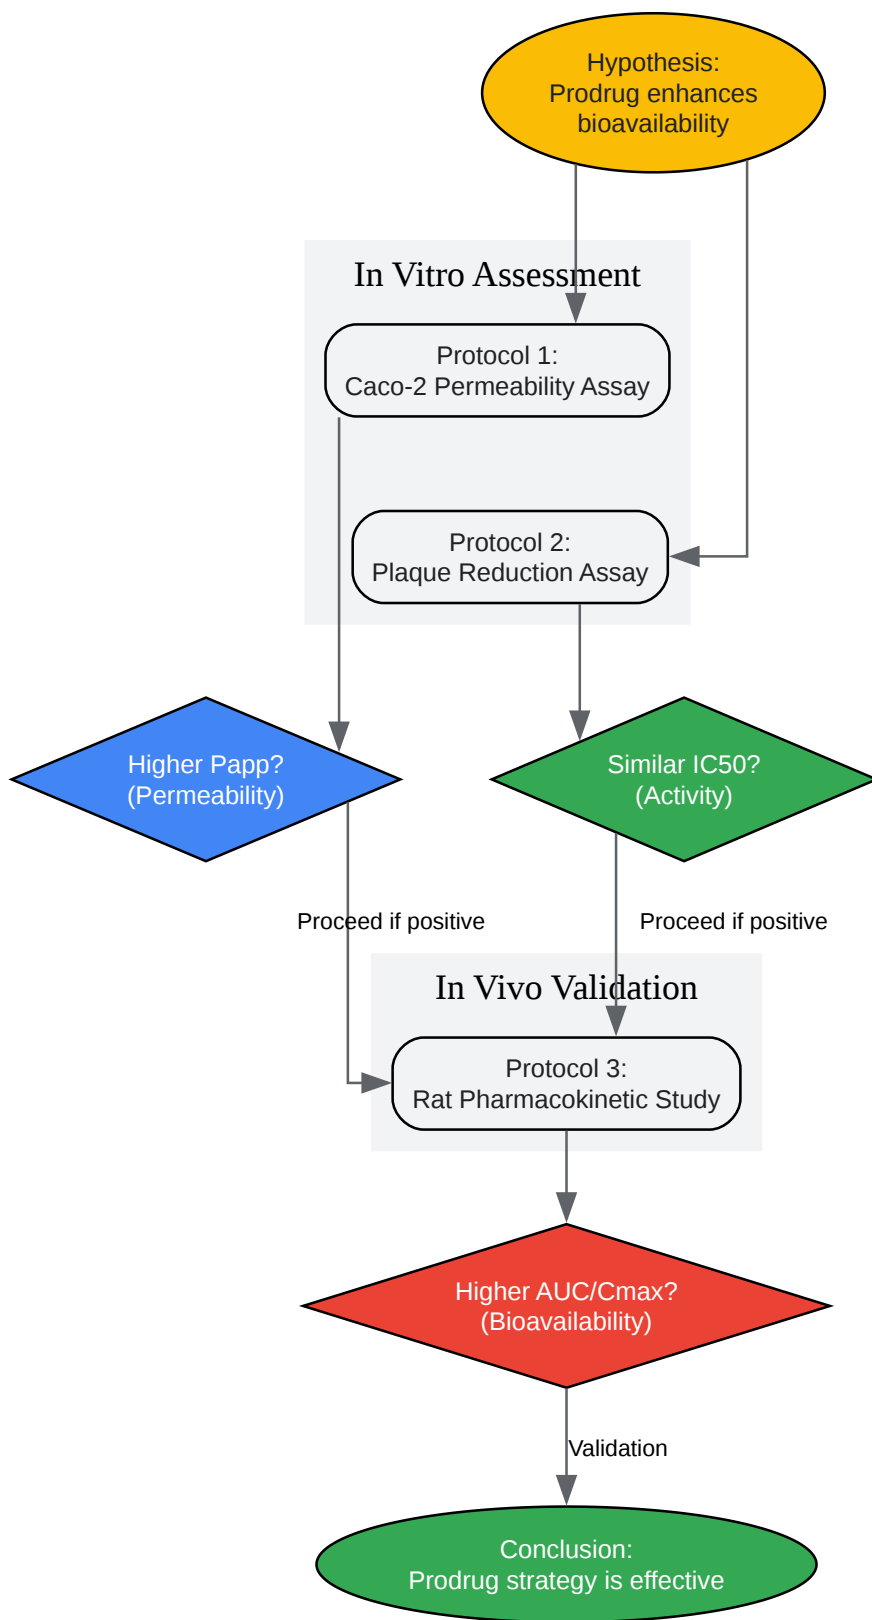 Hypothesis:
Prodrug enhances
bioavailability
In Vitro Assessment
Protocol 1:
Caco-2 Permeability Assay
Protocol 2:
Plaque Reduction Assay
Higher Papp?
(Permeability)
Similar IC50?
(Activity)
Proceed if positive
Proceed if positive
In Vivo Validation
Protocol 3:
Rat Pharmacokinetic Study
Higher AUC/Cmax?
(Bioavailability)
Validation
Conclusion:
Prodrug strategy is effective